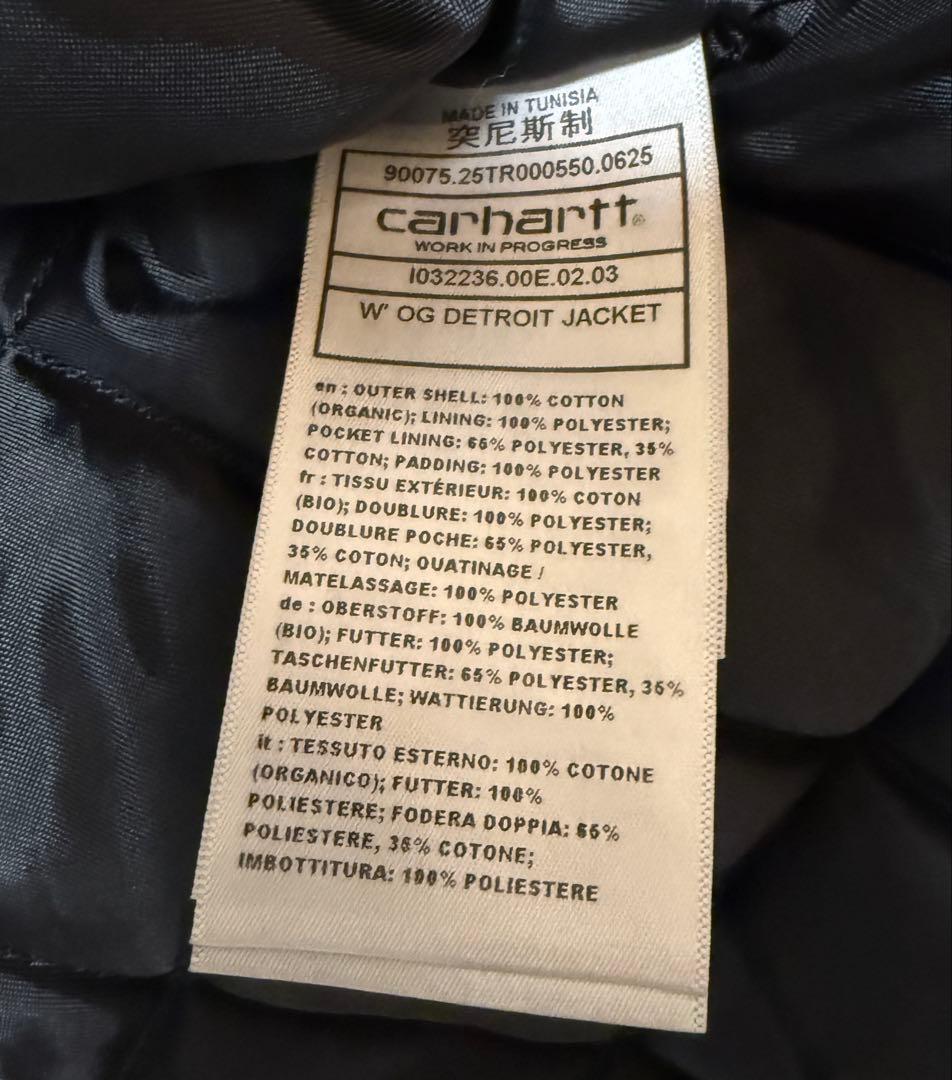 MADE IN TUNISIA
突尼斯制
90075.25TR000550.0625
carhartt®
WORK IN PROGRESS
I032236.00E.02.03
W' OG DETROIT JACKET
en : OUTER SHELL: 100% COTTON
(ORGANIC); LINING: 100% POLYESTER;
POCKET LINING: 65% POLYESTER, 35%
COTTON; PADDING: 100% POLYESTER
fr : TISSU EXTÉRIEUR: 100% COTON
(BIO); DOUBLURE: 100% POLYESTER;
DOUBLURE POCHE: 65% POLYESTER,
35% COTON; OUATINAGE /
MATELASSAGE: 100% POLYESTER
de : OBERSTOFF: 100% BAUMWOLLE
(BIO); FUTTER: 100% POLYESTER;
TASCHENFUTTER: 65% POLYESTER, 35%
BAUMWOLLE; WATTIERUNG: 100%
POLYESTER
it : TESSUTO ESTERNO: 100% COTONE
(ORGANICO); FUTTER: 100%
POLIESTERE; FODERA DOPPIA: 65%
POLIESTERE, 35% COTONE;
IMBOTTITURA: 100% POLIESTERE